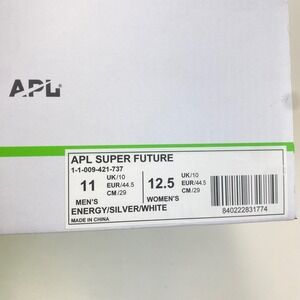 APL
APL SUPER FUTURE
1-1-009-421-737
11
MEN'S
UK/10
EUR/44.5
CM/29
12.5
WOMEN'S
UK/10
EUR/44.5
CM/29
ENERGY/SILVER/WHITE
MADE IN CHINA
840222831774